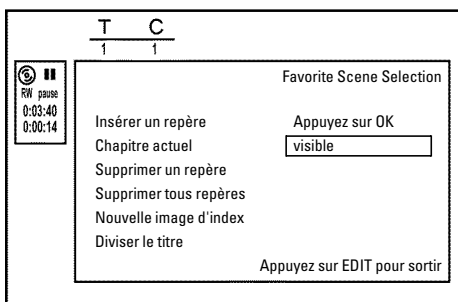 T C
1 1
RW pause
0:03:40
0:00:14
Favorite Scene Selection
Insérer un repère Appuyez sur OK
Chapitre actuel visible
Supprimer un repère
Supprimer tous repères
Nouvelle image d'index
Diviser le titre
Appuyez sur EDIT pour sortir